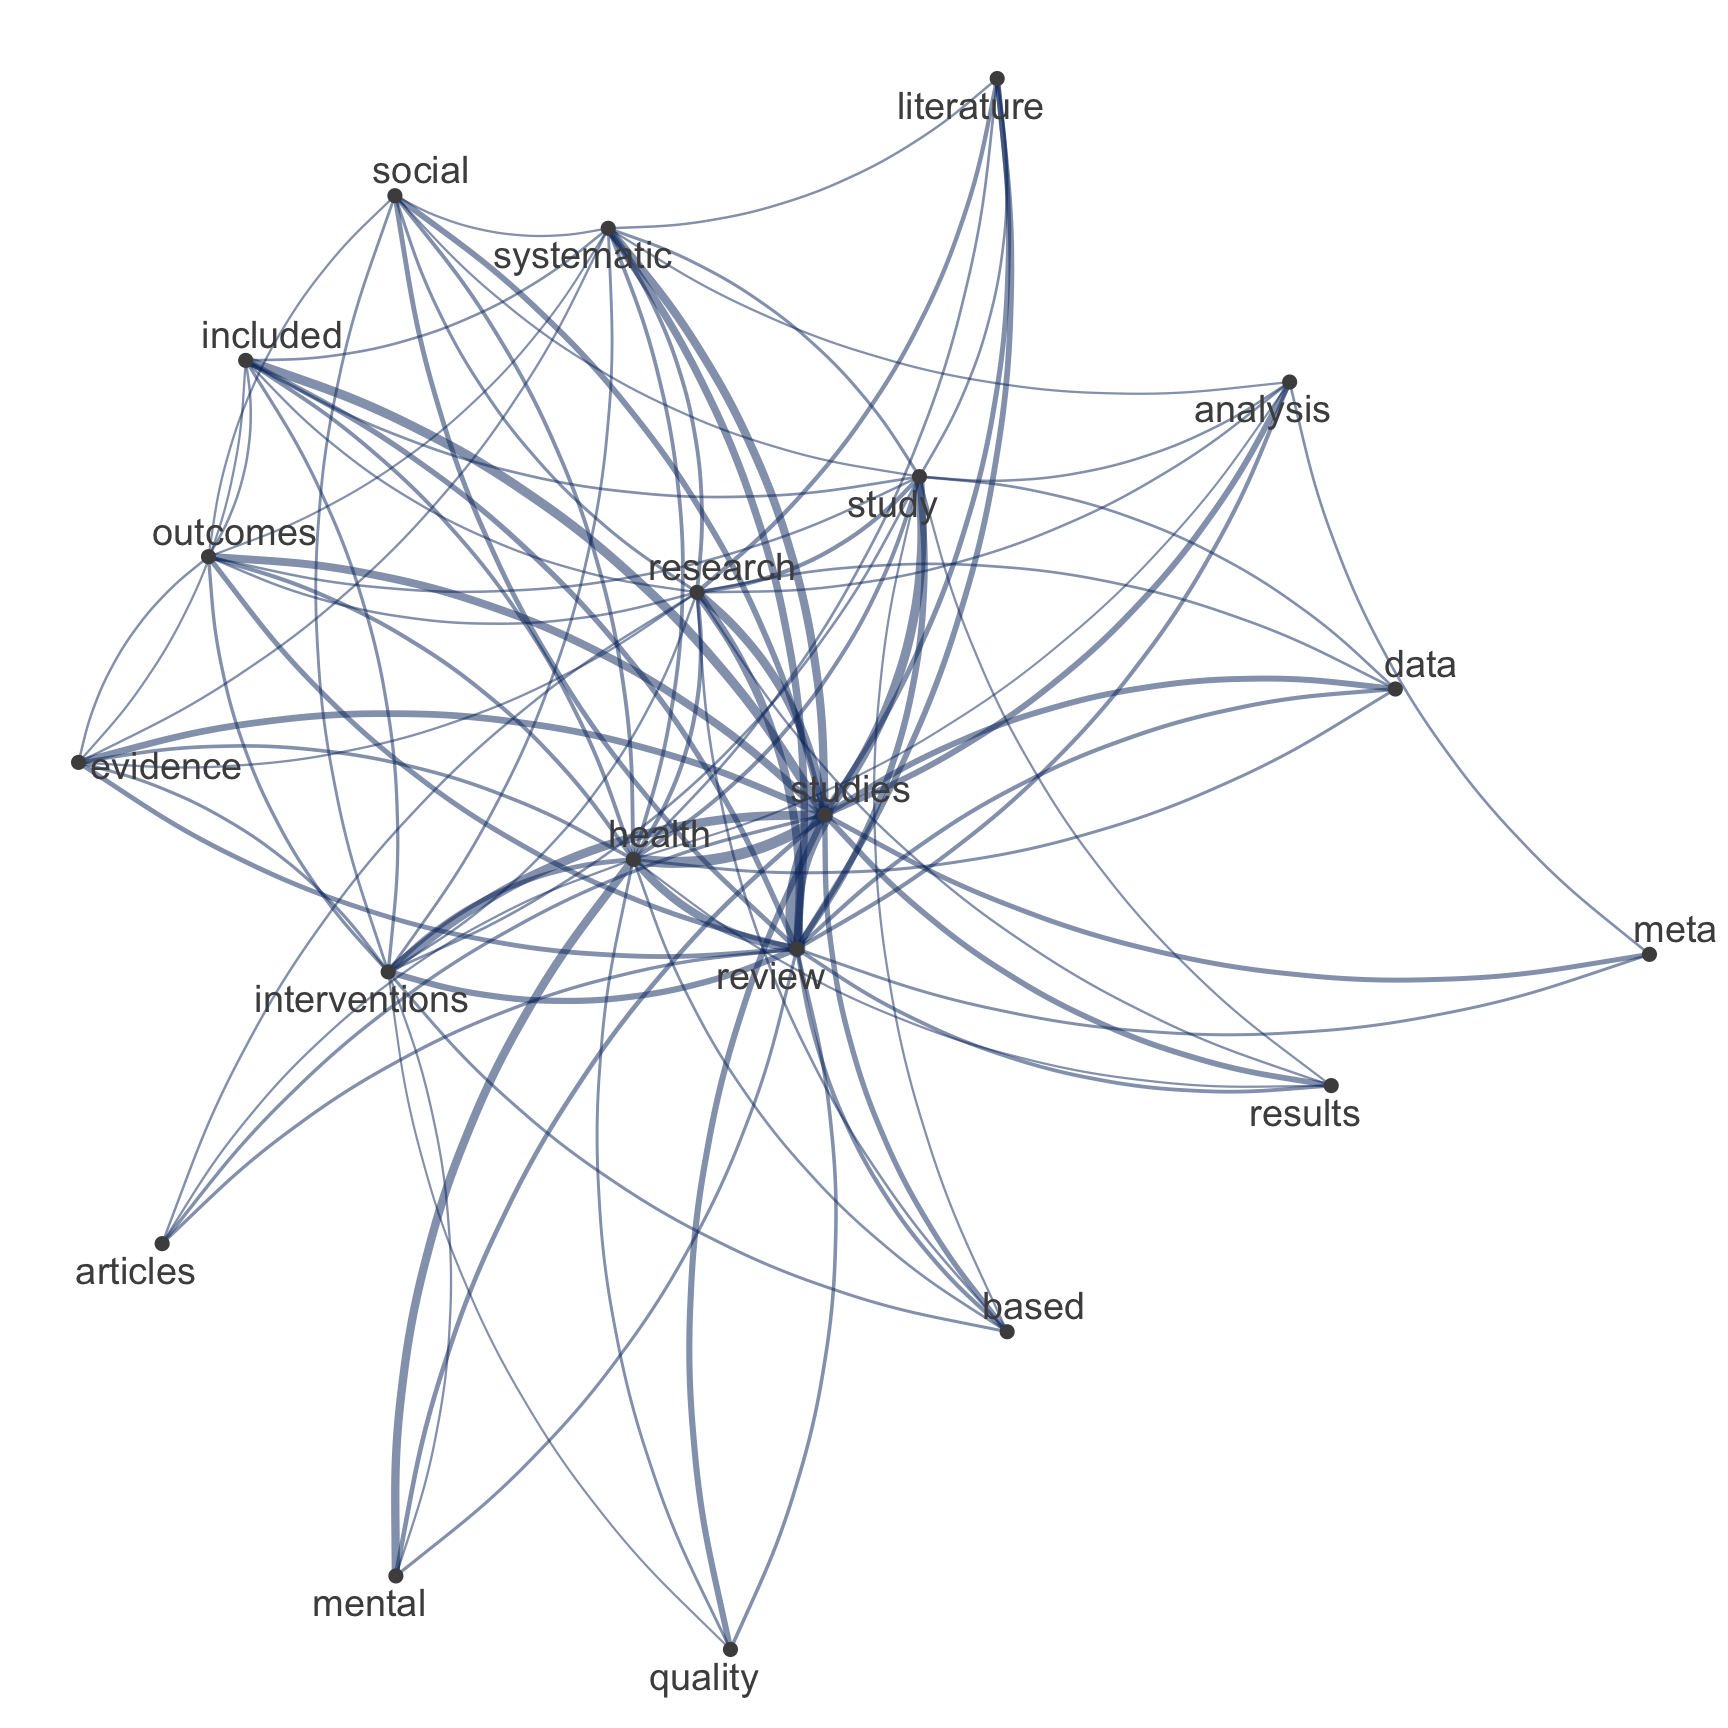 literature
social
systematic
included
analysis
study
outcomes
research
data
evidence
studies
health
meta
review
interventions
results
articles
based
mental
quality